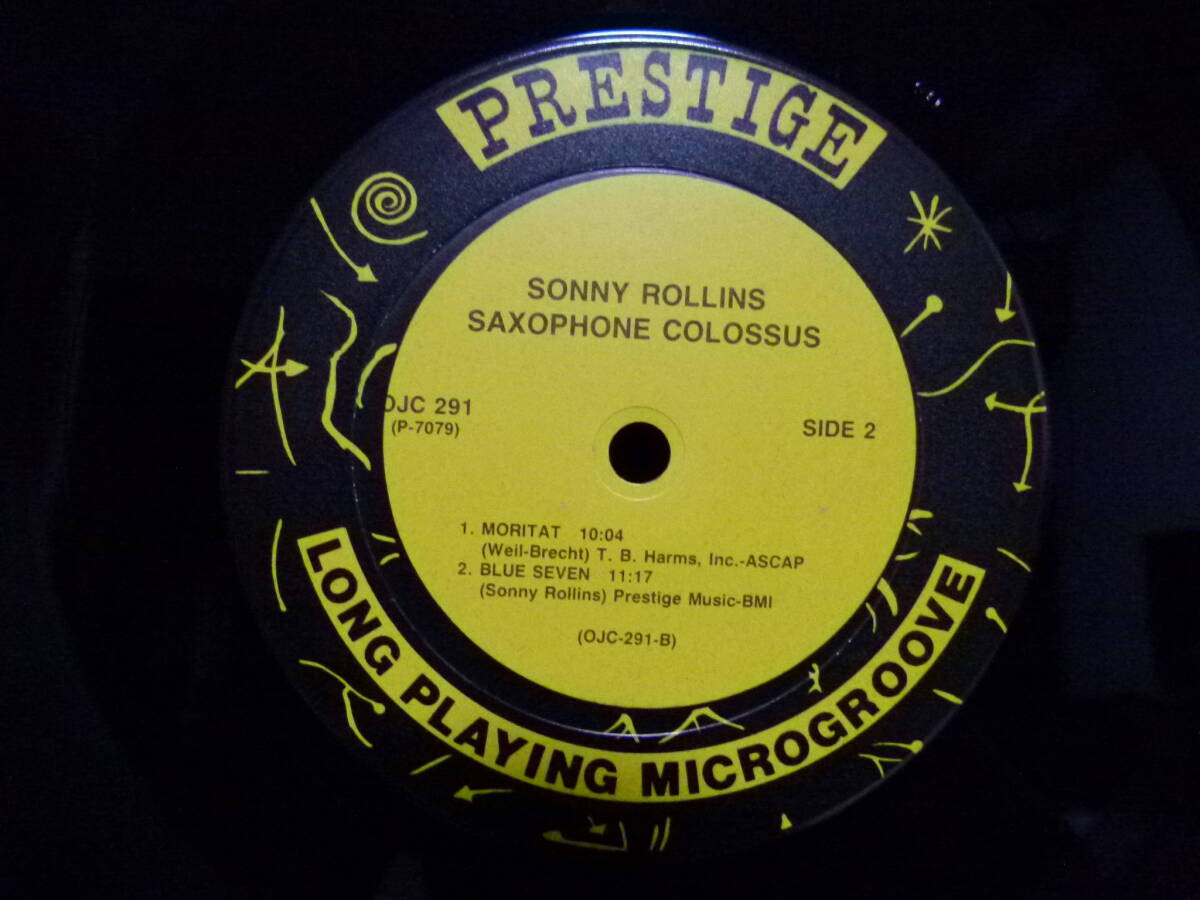 PRESTIGE
SONNY ROLLINS
SAXOPHONE COLOSSUS
OJC 291
(P-7079)
SIDE 2
1. MORITAT 10:04
(Weil-Brecht) T. B. Harms, Inc.-ASCAP
2. BLUE SEVEN 11:17
(Sonny Rollins) Prestige Music-BMI
(OJC-291-B)
LONG PLAYING MICROGROOVE